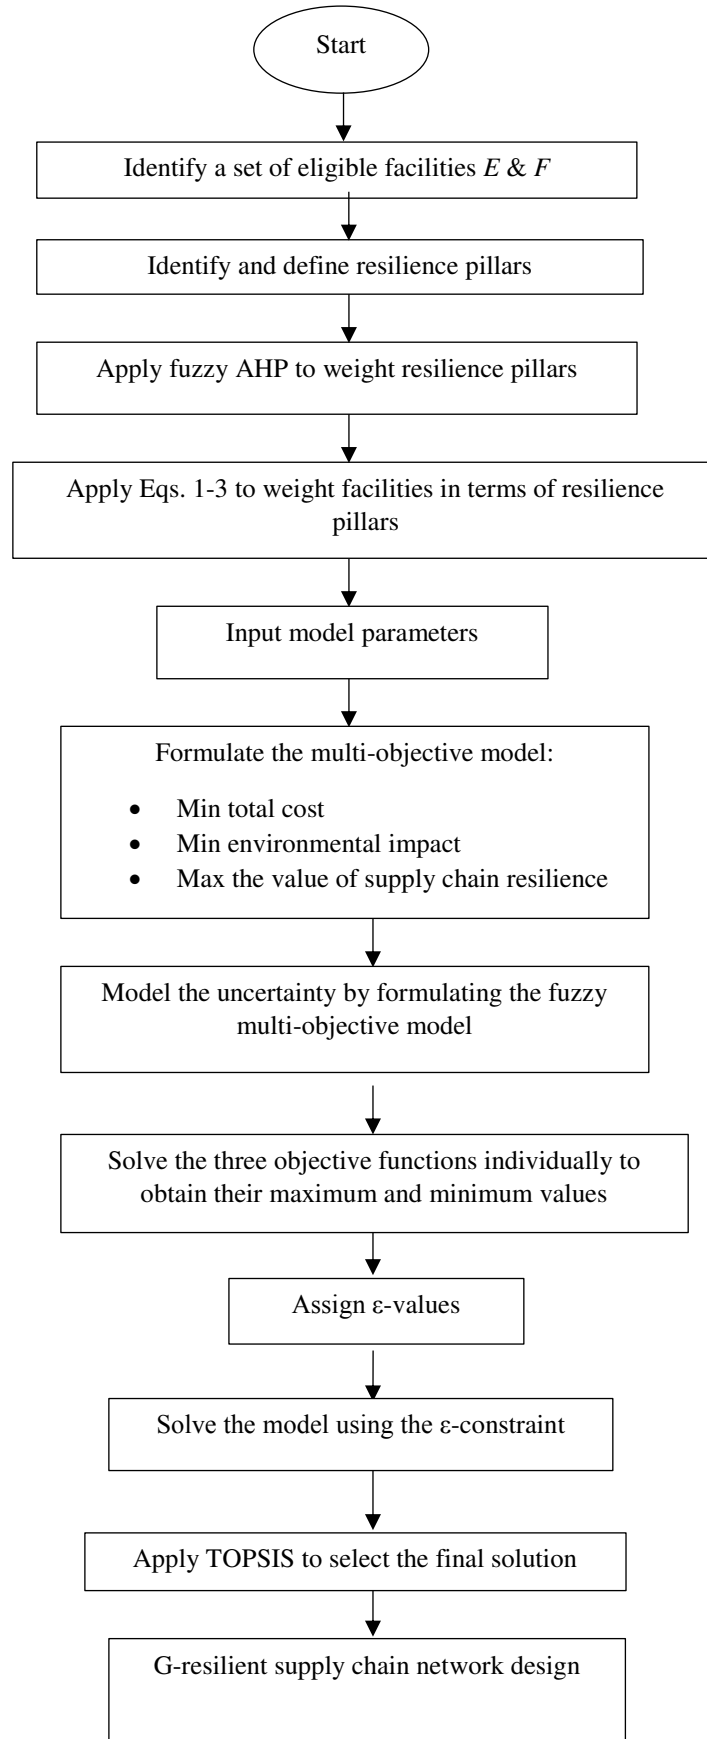 Start
Identify a set of eligible facilities E & F
Identify and define resilience pillars
Apply fuzzy AHP to weight resilience pillars
Apply Eqs. 1-3 to weight facilities in terms of resilience
pillars
Input model parameters
Formulate the multi-objective model:
• Min total cost
• Min environmental impact
• Max the value of supply chain resilience
Model the uncertainty by formulating the fuzzy
multi-objective model
Solve the three objective functions individually to
obtain their maximum and minimum values
Assign ε-values
Solve the model using the ε-constraint
Apply TOPSIS to select the final solution
G-resilient supply chain network design